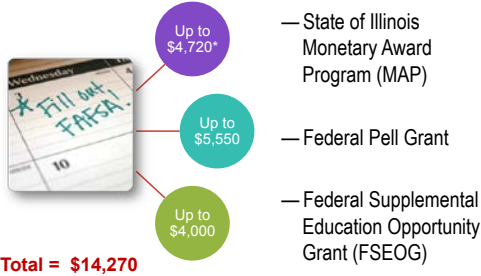 Up to
$4,720*
— State of Illinois
Monetary Award
Program (MAP)
Wednesday
3
* Fill out
FAFSA!
10
Up to
$5,550
— Federal Pell Grant
Up to
$4,000
— Federal Supplemental
Education Opportunity
Grant (FSEOG)
Total = $14,270